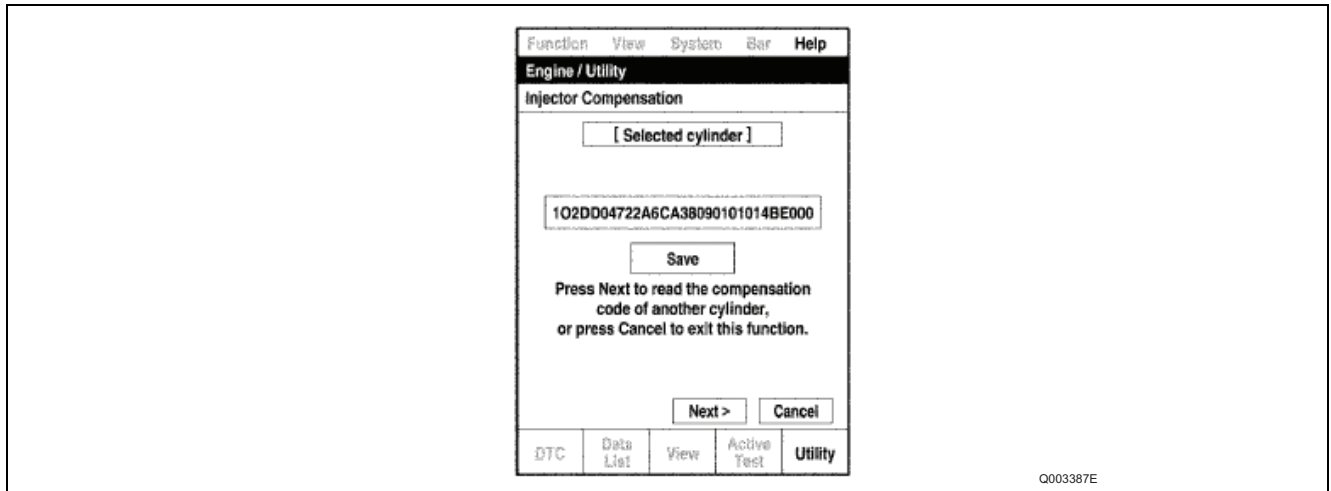 Function View System Bar Help
Engine / Utility
Injector Compensation
[ Selected cylinder ]
1O2DD04722A6CA38090101014BE000
Save
Press Next to read the compensation
code of another cylinder,
or press Cancel to exit this function.
Next > Cancel
DTC Data List View Active Test Utility
Q003387E